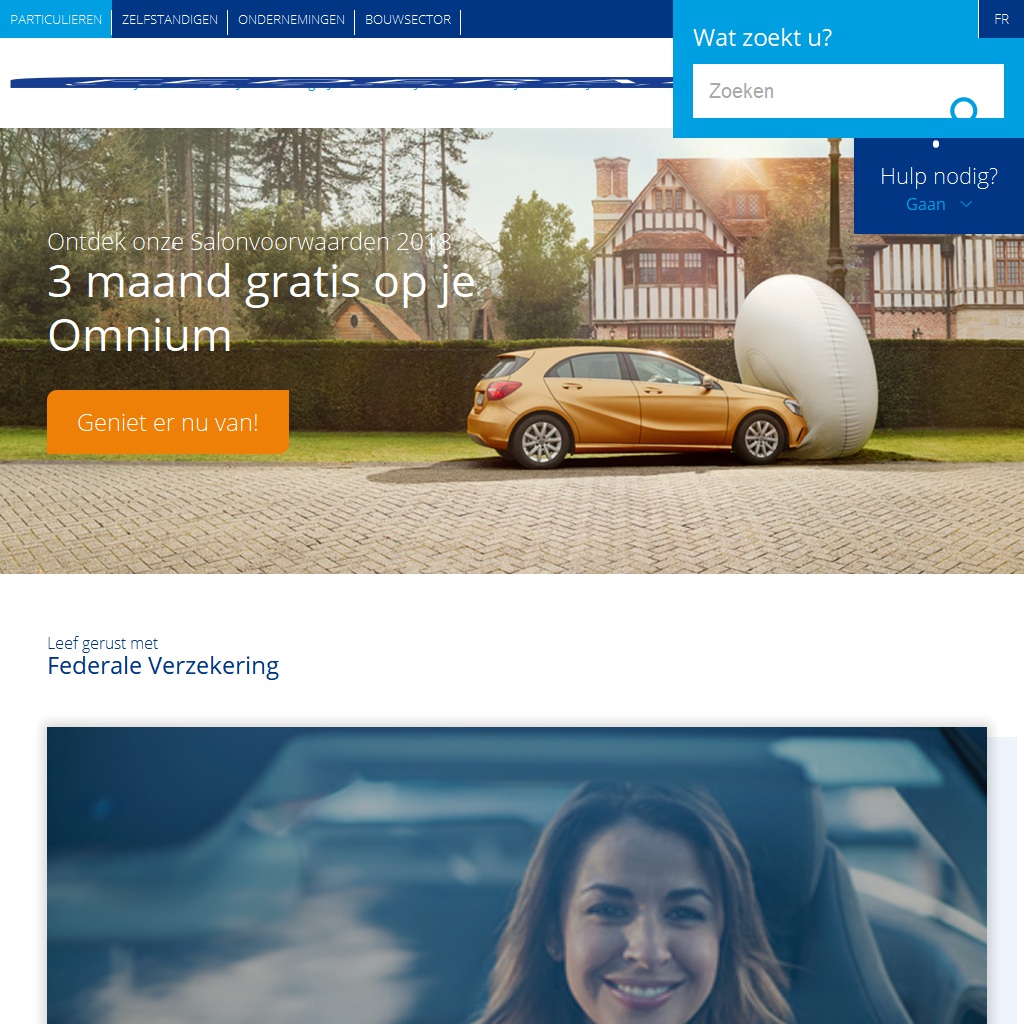 PARTICULIEREN
ZELFSTANDIGEN
ONDERNEMINGEN
BOUWSECTOR
FR
Wat zoekt u?
Zoeken
Hulp nodig?
Gaan
Ontdek onze Salonvoorwaarden 2018
3 maand gratis op je
Omnium
Geniet er nu van!
Leef gerust met
Federale Verzekering